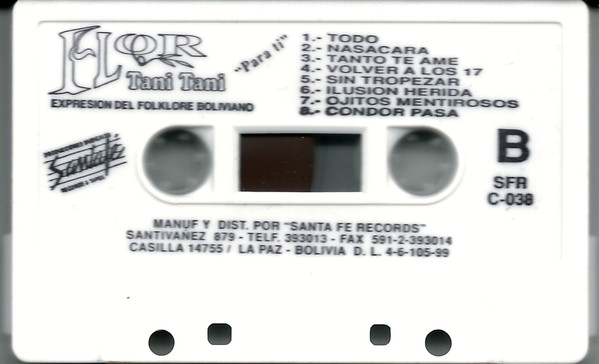 FLOR
Tani Tani
"Para ti"
EXPRESION DEL FOLKLORE BOLIVIANO
1.- TODO
2.- NASACARA
3.- TANTO TE AME
4.- VOLVER A LOS 17
5.- SIN TROPEZAR
6.- ILUSION HERIDA
7.- OJITOS MENTIROSOS
8.- CONDOR PASA
Santa fe
B
SFR
C-038
MANUF Y DIST. POR "SANTA FE RECORDS"
SANTIVAÑEZ 879 - TELF. 393013 - FAX 591-2-393014
CASILLA 14755 / LA PAZ - BOLIVIA D. L. 4-6-105-99